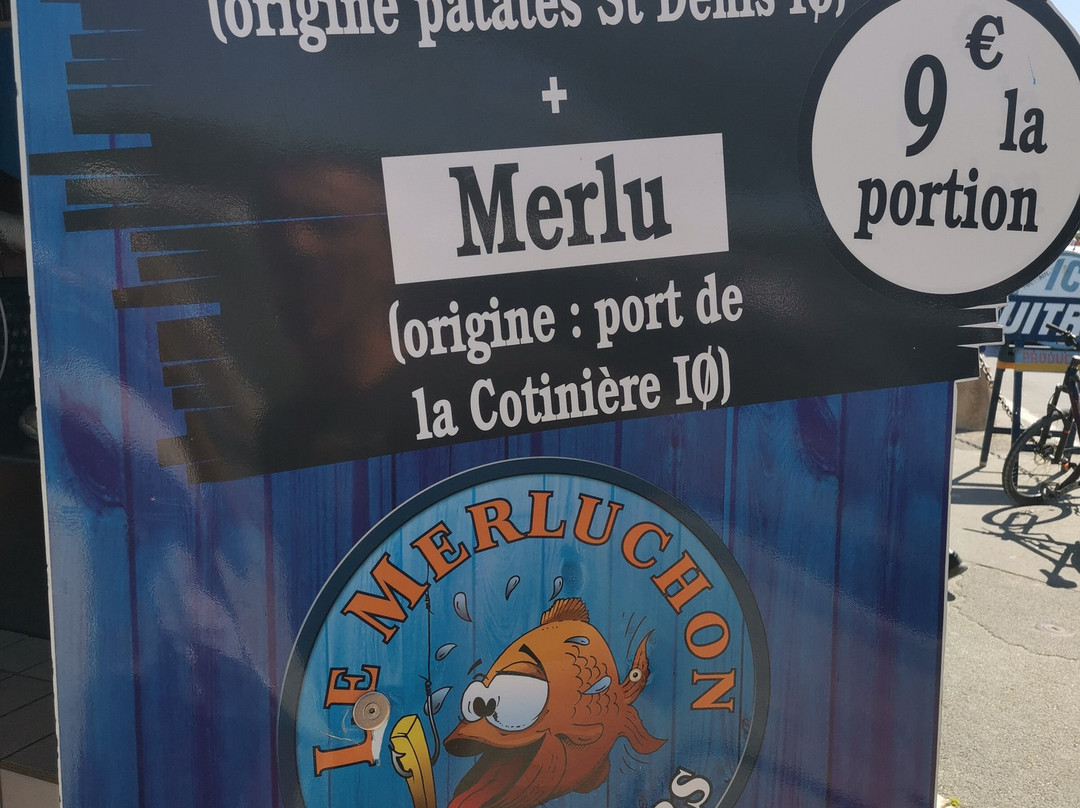 (origine patates St Denis IØ)
+
Merlu
(origine : port de
la Cotinière IØ)
9 €
la
portion
LE MERLUCHON